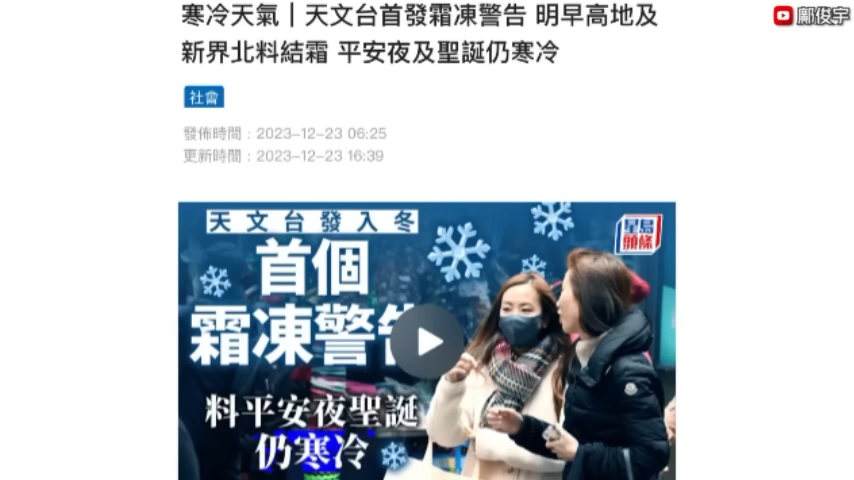 鄺俊宇
寒冷天氣｜天文台首發霜凍警告 明早高地及
新界北料結霜 平安夜及聖誕仍寒冷
社會
發佈時間：2023-12-23 06:25
更新時間：2023-12-23 16:39
天文台發入冬
星島
頭條
首個
霜凍警告
料平安夜聖誕
仍寒冷